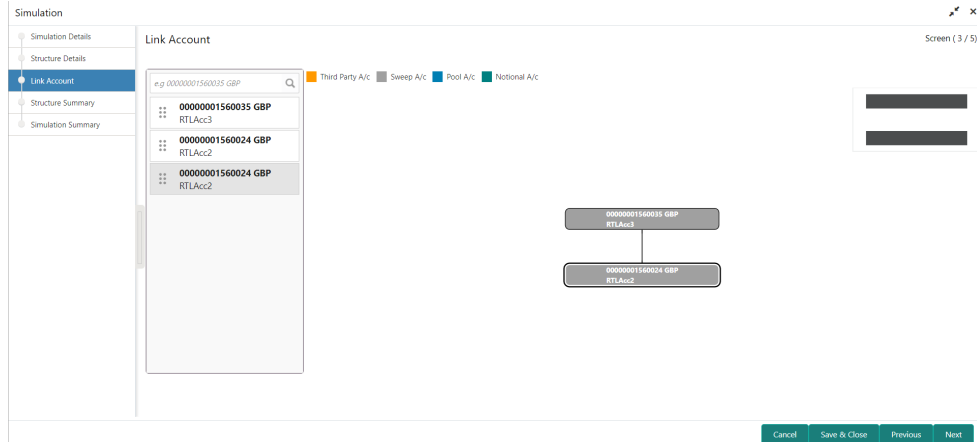 Simulation
Simulation Details
Structure Details
Link Account
Structure Summary
Simulation Summary
Link Account
Screen ( 3 / 5)
e.g 00000001560035 GBP
Third Party A/c
Sweep A/c
Pool A/c
Notional A/c
00000001560035 GBP
RTLAcc3
00000001560024 GBP
RTLAcc2
00000001560024 GBP
RTLAcc2
00000001560035 GBP
RTLAcc3
00000001560024 GBP
RTLAcc2
Cancel
Save & Close
Previous
Next